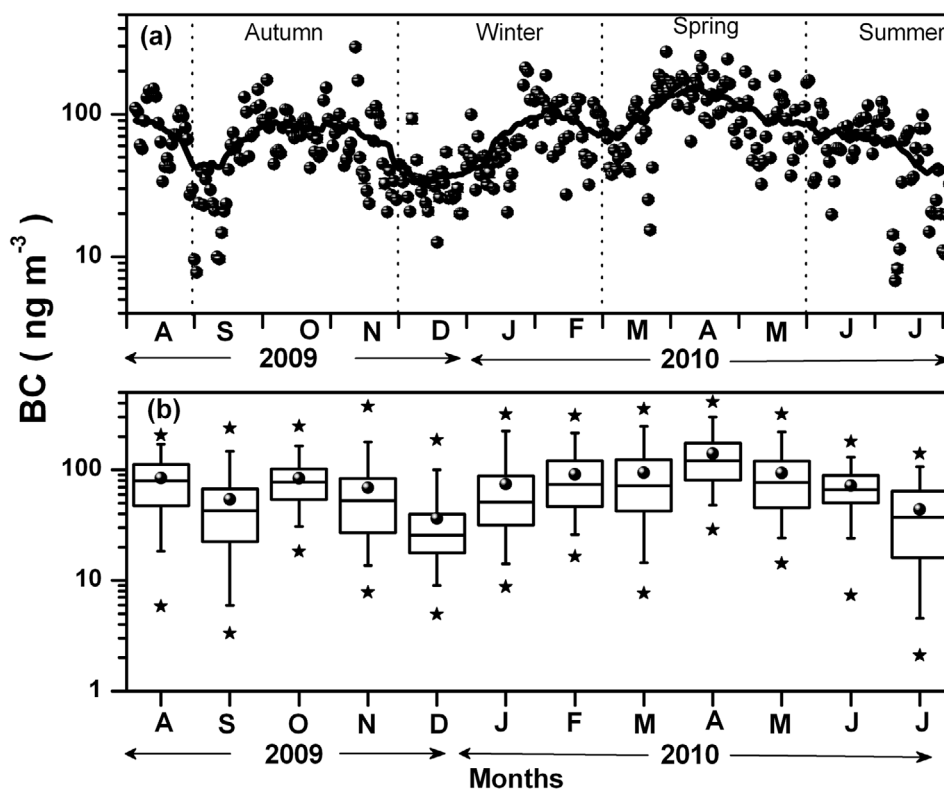 (a) Autumn Winter Spring Summer
100
10
A S O N D J F M A M J J
2009 2010
BC ( ng m⁻³ )
(b)
100
10
1
A S O N D J F M A M J J
2009 2010
Months